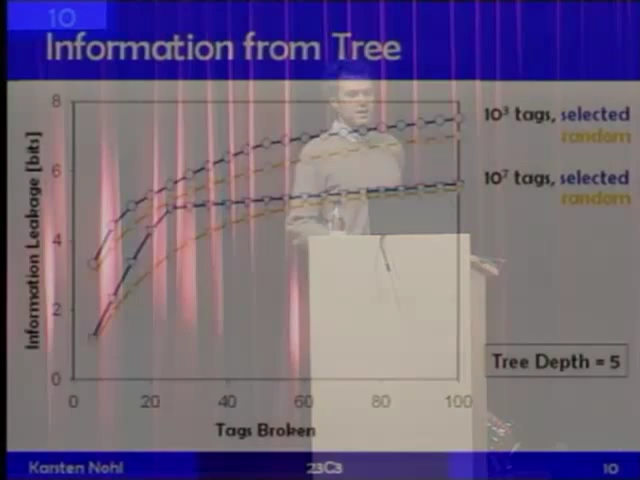 10
Information from Tree
8
6
4
2
0
Information Leakage [bits]
0 20 40 60 80 100
Tags Broken
10³ tags, selected
random
10⁷ tags, selected
random
Tree Depth = 5
Karsten Nohl 23C3 10